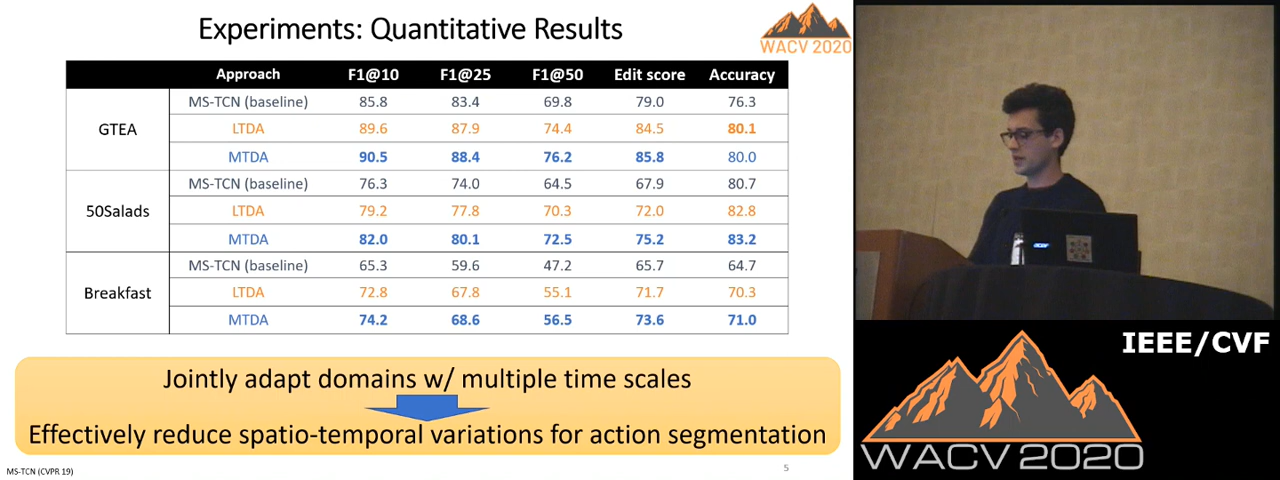 Experiments: Quantitative Results
WACV 2020
Approach F1@10 F1@25 F1@50 Edit score Accuracy
GTEA
MS-TCN (baseline) 85.8 83.4 69.8 79.0 76.3
LTDA 89.6 87.9 74.4 84.5 80.1
MTDA 90.5 88.4 76.2 85.8 80.0
50Salads
MS-TCN (baseline) 76.3 74.0 64.5 67.9 80.7
LTDA 79.2 77.8 70.3 72.0 82.8
MTDA 82.0 80.1 72.5 75.2 83.2
Breakfast
MS-TCN (baseline) 65.3 59.6 47.2 65.7 64.7
LTDA 72.8 67.8 55.1 71.7 70.3
MTDA 74.2 68.6 56.5 73.6 71.0
Jointly adapt domains w/ multiple time scales
Effectively reduce spatio-temporal variations for action segmentation
MS-TCN (CVPR 19)
5
IEEE/CVF
WACV 2020